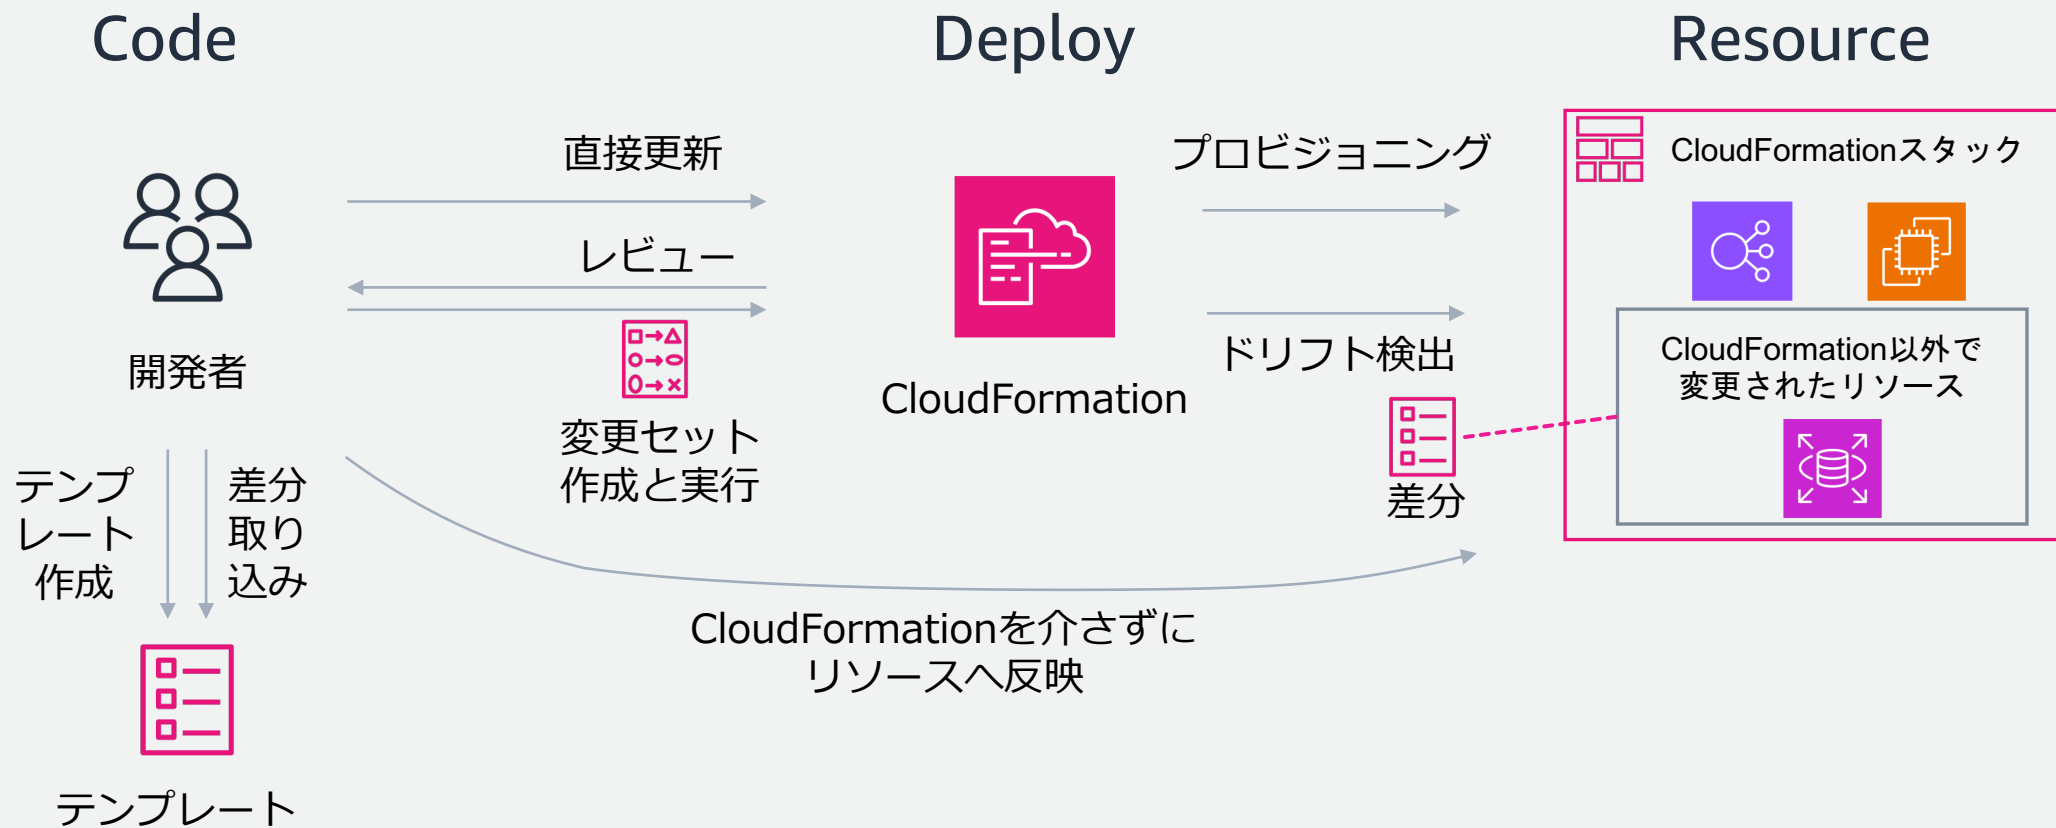 Code
Deploy
Resource
直接更新
プロビジョニング
CloudFormationスタック
レビュー
開発者
変更セット
作成と実行
CloudFormation
ドリフト検出
差分
CloudFormation以外で
変更されたリソース
テンプ
レート
作成
差分
取り
込み
CloudFormationを介さずに
リソースへ反映
テンプレート